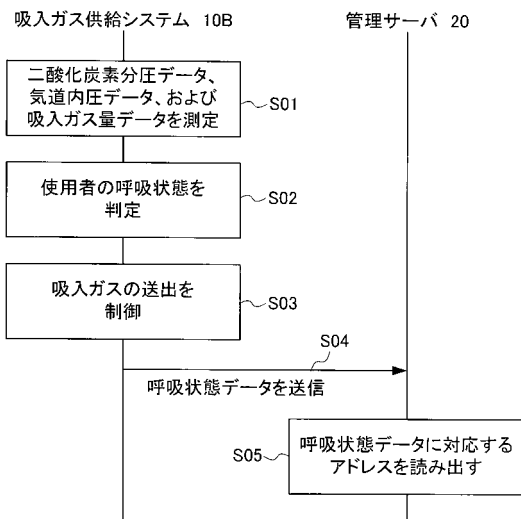 吸入ガス供給システム 10B
管理サーバ 20
二酸化炭素分圧データ、
気道内圧データ、および
吸入ガス量データを測定
S01
使用者の呼吸状態を
判定
S02
吸入ガスの送出を
制御
S03
S04
呼吸状態データを送信
S05
呼吸状態データに対応する
アドレスを読み出す